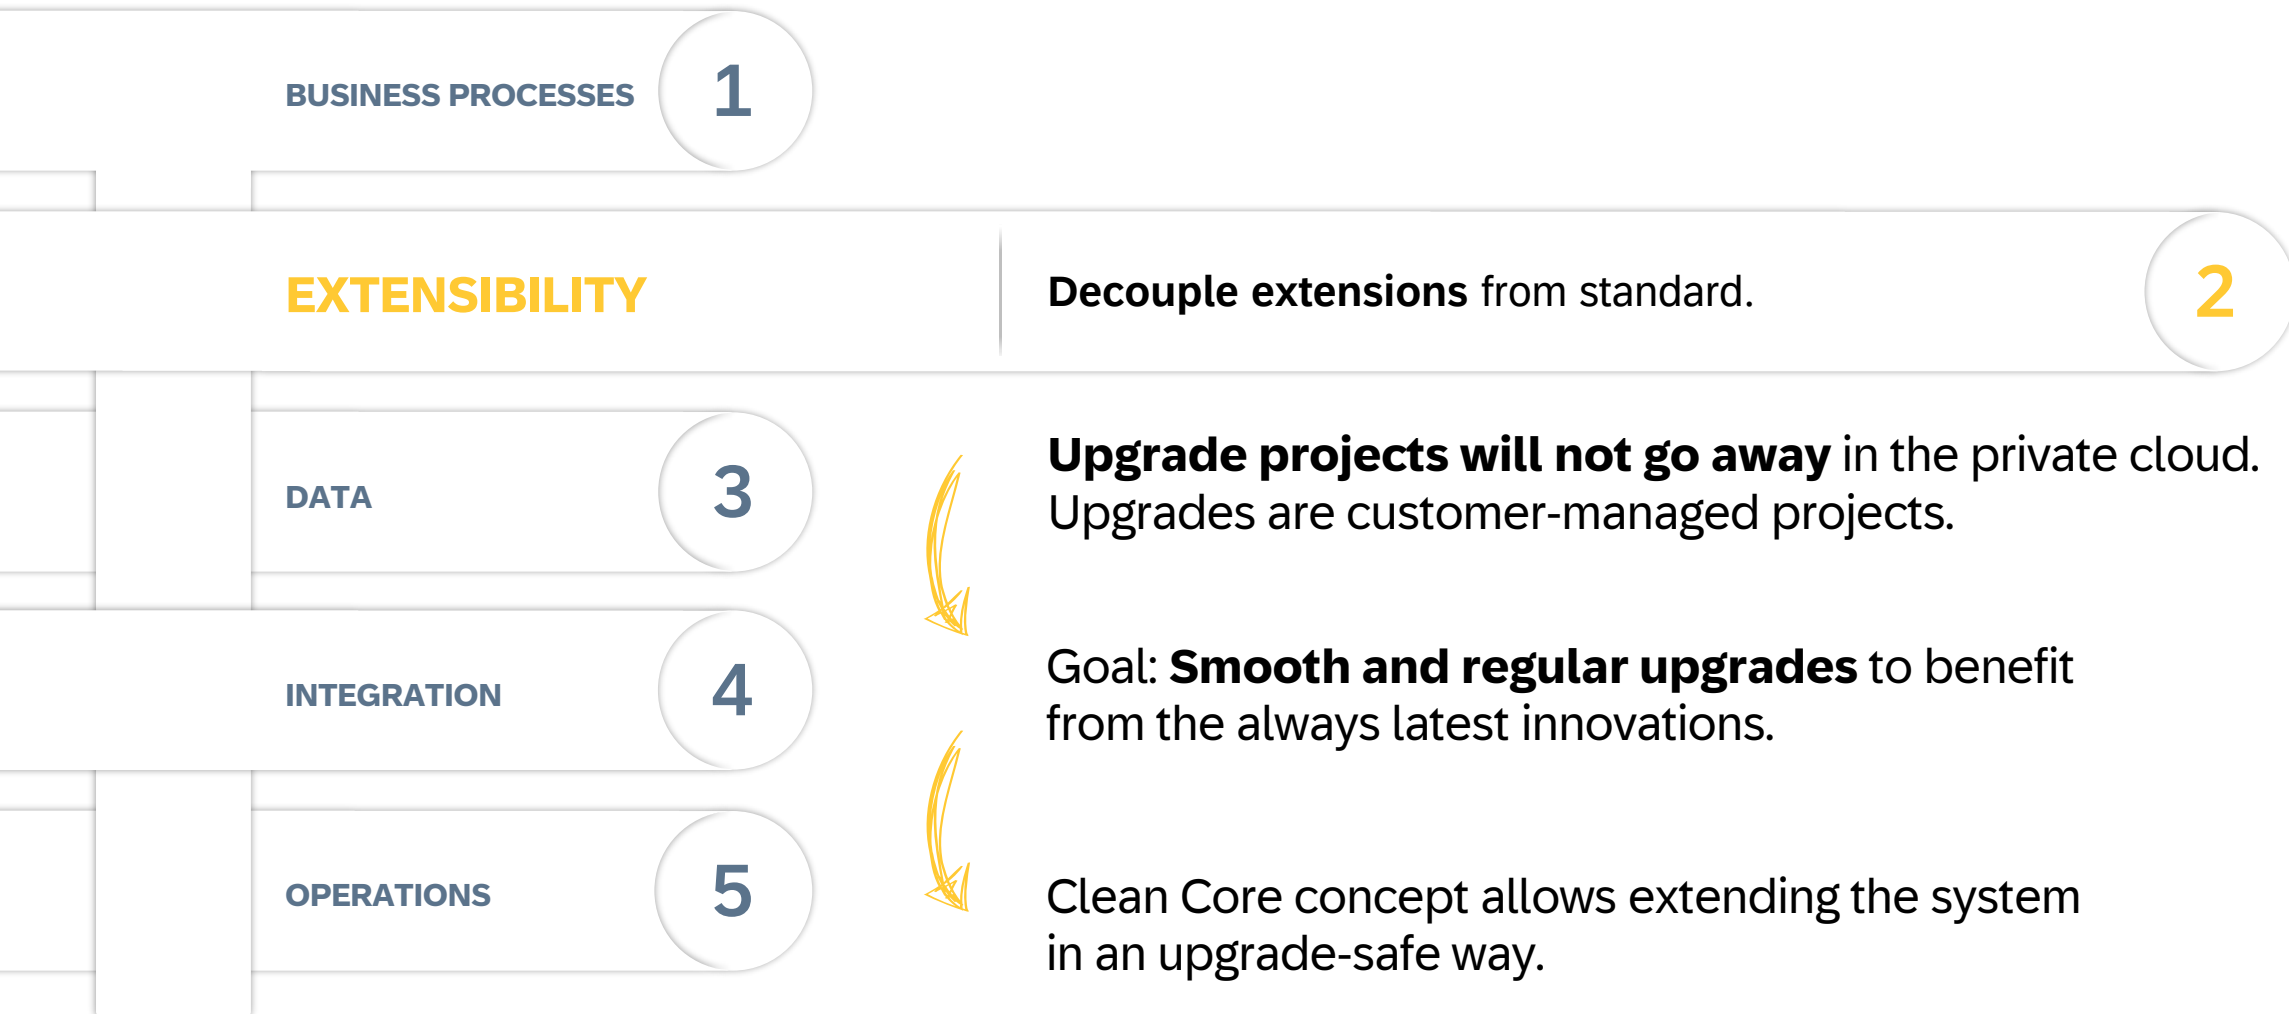 BUSINESS PROCESSES 1
EXTENSIBILITY
Decouple extensions from standard.
2
DATA 3
INTEGRATION 4
OPERATIONS 5
Upgrade projects will not go away in the private cloud.
Upgrades are customer-managed projects.
Goal: Smooth and regular upgrades to benefit
from the always latest innovations.
Clean Core concept allows extending the system
in an upgrade-safe way.